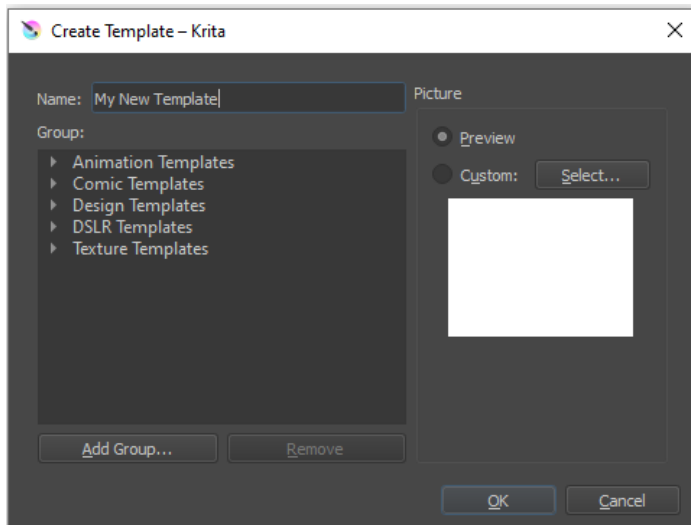 Create Template – Krita
Name: My New Template
Group:
Animation Templates
Comic Templates
Design Templates
DSLR Templates
Texture Templates
Add Group...
Remove
Picture
Preview
Custom: Select...
OK
Cancel